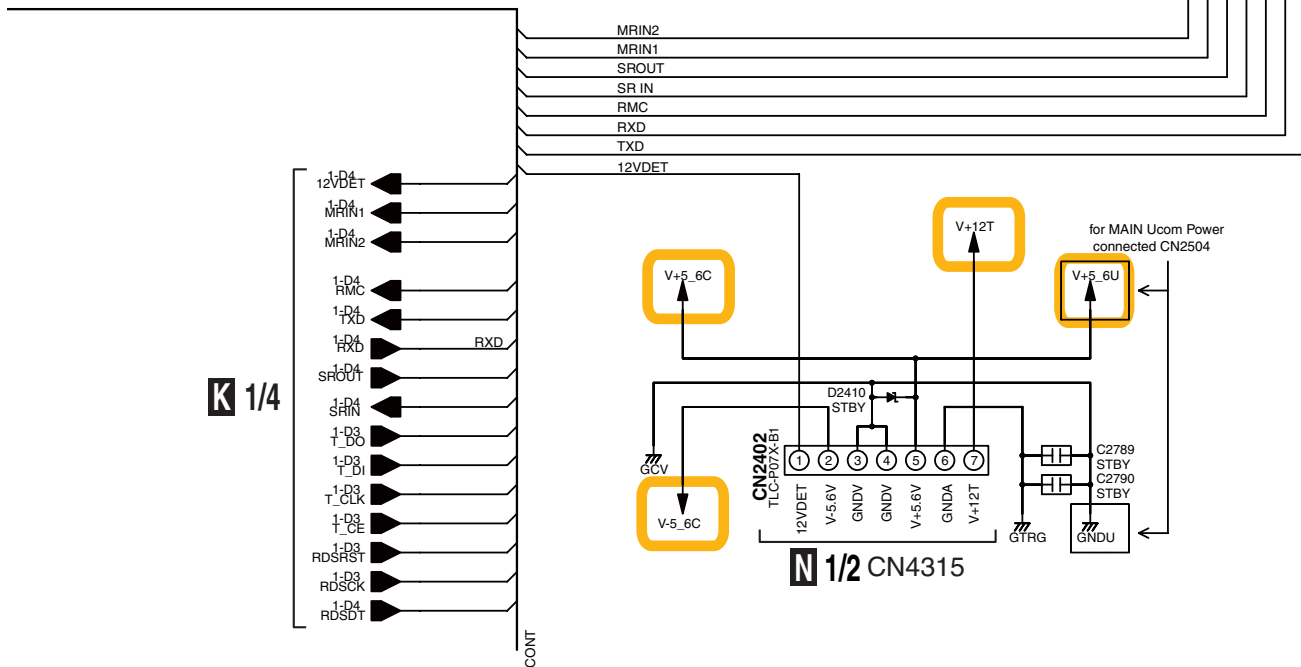 MRIN2
MRIN1
SROUT
SR IN
RMC
RXD
TXD
12VDET
1-D4
12VDET
1-D4
MRIN1
1-D4
MRIN2
1-D4
RMC
1-D4
TXD
1-D4
RXD
RXD
1-D4
SROUT
1-D4
SRIN
1-D3
T_DO
1-D3
T_DI
1-D3
T_CLK
1-D3
T_CE
1-D3
RDSRST
1-D3
RDSCK
1-D4
RDSDT
K 1/4
CONT
V+12T
for MAIN Ucom Power
connected CN2504
V+5_6C
V+5_6U
D2410
STBY
GCV
V-5_6C
CN2402
TLC-P07X-B1
1 2 3 4 5 6 7
12VDET
V-5.6V
GNDV
GNDV
V+5.6V
GNDA
V+12T
C2789
STBY
C2790
STBY
GTRG
GNDU
N 1/2 CN4315